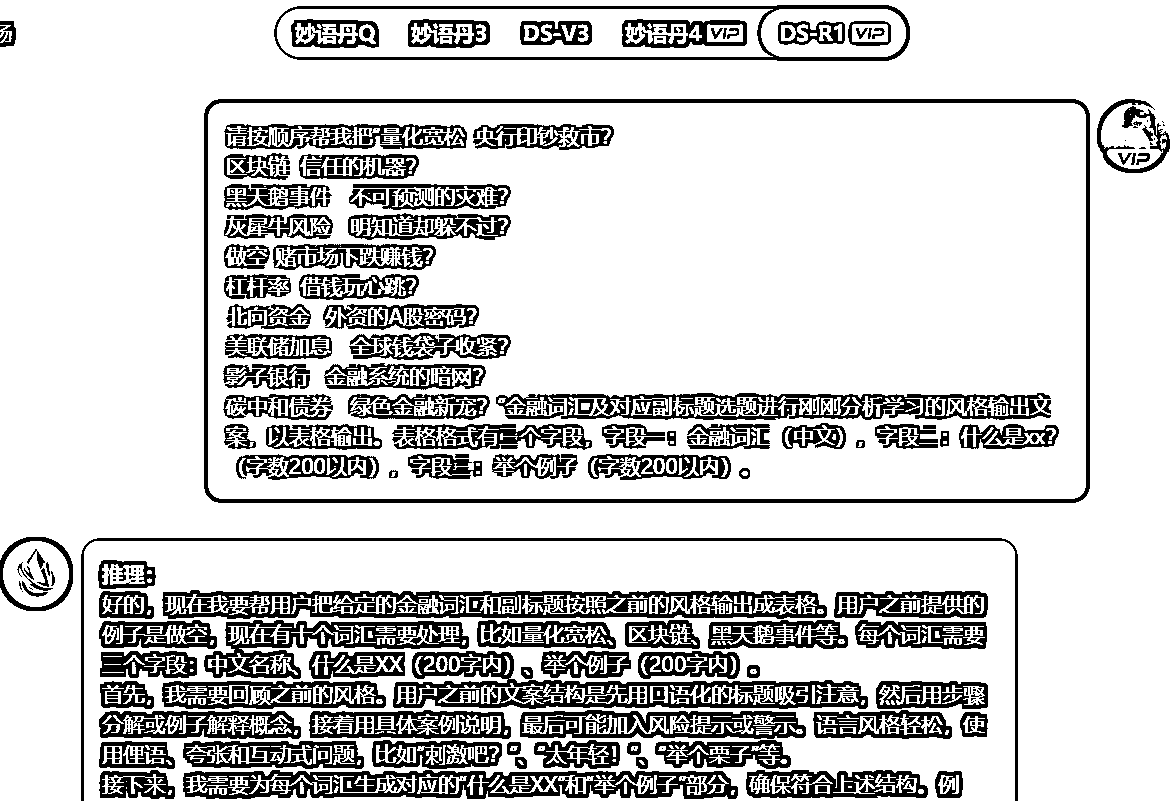 场
妙语丹Q 妙语丹3 DS-V3 妙语丹4 VIP DS-R1 VIP
请按顺序帮我把"量化宽松 央行印钞救市?
VIP
区块链 信任的机器?
黑天鹅事件 不可预测的灾难?
灰犀牛风险 明知道却躲不过?
做空 赌市场下跌赚钱?
杠杆率 借钱玩心跳?
北向资金 外资的A股密码?
美联储加息 全球钱袋子收紧?
影子银行 金融系统的暗网?
碳中和债券 绿色金融新宠? "金融词汇及对应副标题选题进行刚刚分析学习的风格输出文
案，以表格输出。表格格式有三个字段，字段一：金融词汇（中文），字段二：什么是xx?
（字数200以内），字段三：举个例子（字数200以内）。
推理:
好的，现在我要帮用户把给定的金融词汇和副标题按照之前的风格输出成表格。用户之前提供的
例子是做空，现在有十个词汇需要处理，比如量化宽松、区块链、黑天鹅事件等。每个词汇需要
三个字段：中文名称、什么是XX（200字内）、举个例子（200字内）。
首先，我需要回顾之前的风格。用户之前的文案结构是先用口语化的标题吸引注意，然后用步骤
分解或例子解释概念，接着用具体案例说明，最后可能加入风险提示或警示。语言风格轻松，使
用俚语、夸张和互动式问题，比如"刺激吧？"、"太年轻！"、"举个栗子"等。
接下来，我需要为每个词汇生成对应的"什么是XX"和"举个例子"部分，确保符合上述结构。例